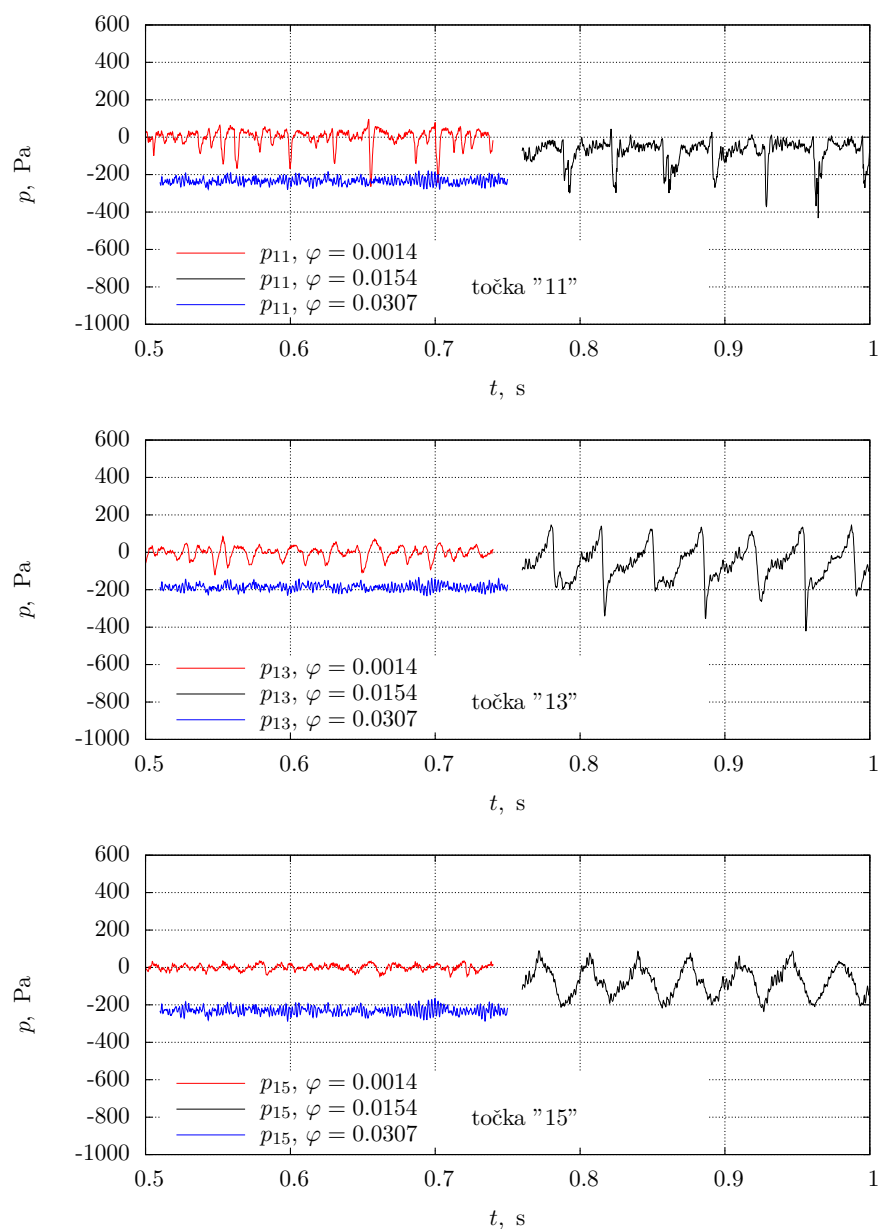 600
400
200
0
-200
-400
-600
-800
-1000
p, Pa
p₁₁, φ = 0.0014
p₁₁, φ = 0.0154
p₁₁, φ = 0.0307
točka ”11”
0.5 0.6 0.7 0.8 0.9 1
t, s
600
400
200
0
-200
-400
-600
-800
-1000
p, Pa
p₁₃, φ = 0.0014
p₁₃, φ = 0.0154
p₁₃, φ = 0.0307
točka ”13”
0.5 0.6 0.7 0.8 0.9 1
t, s
600
400
200
0
-200
-400
-600
-800
-1000
p, Pa
p₁₅, φ = 0.0014
p₁₅, φ = 0.0154
p₁₅, φ = 0.0307
točka ”15”
0.5 0.6 0.7 0.8 0.9 1
t, s